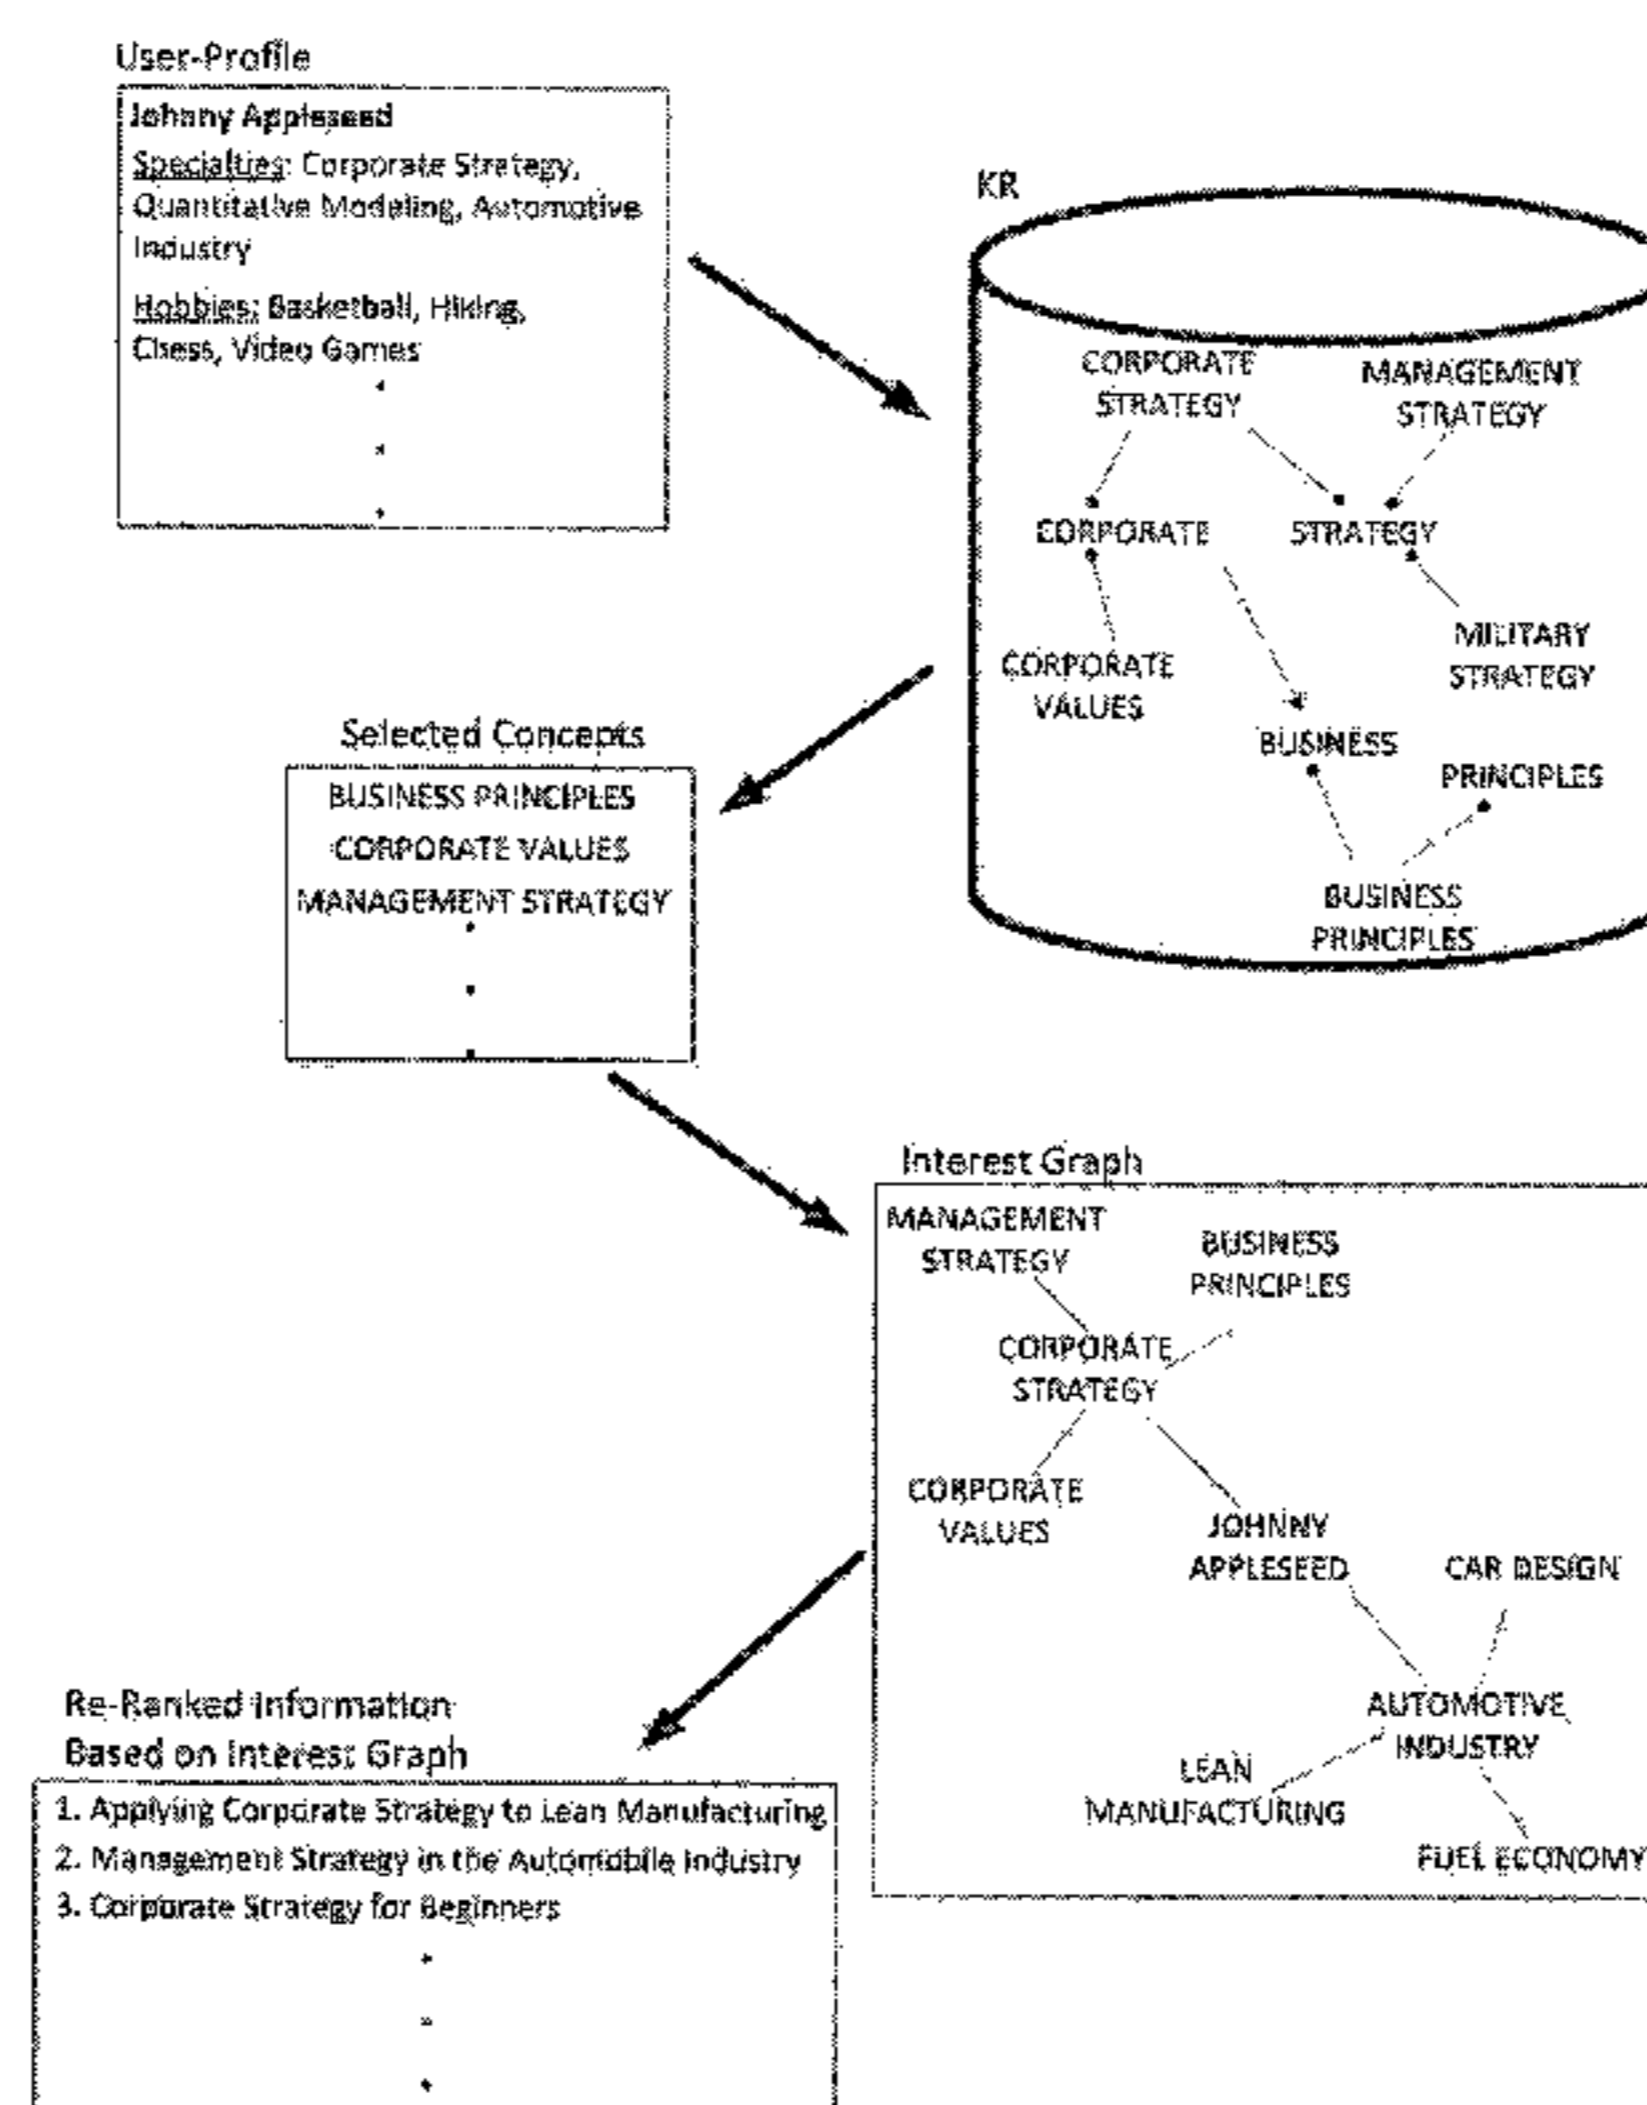 User-Profile
Johnny Appleseed
Specialties: Corporate Strategy,
Quantitative Modeling, Automotive
Industry
Hobbies: Basketball, Hiking,
Chess, Video Games
KR
CORPORATE
STRATEGY
MANAGEMENT
STRATEGY
CORPORATE
STRATEGY
MILITARY
STRATEGY
CORPORATE
VALUES
BUSINESS
PRINCIPLES
BUSINESS
PRINCIPLES
Selected Concepts
BUSINESS PRINCIPLES
CORPORATE VALUES
MANAGEMENT STRATEGY
Interest Graph
MANAGEMENT
STRATEGY
BUSINESS
PRINCIPLES
CORPORATE
STRATEGY
CORPORATE
VALUES
JOHNNY
APPLESEED
CAR DESIGN
AUTOMOTIVE
INDUSTRY
LEAN
MANUFACTURING
FUEL ECONOMY
Re-Ranked Information
Based on Interest Graph
1. Applying Corporate Strategy to Lean Manufacturing
2. Management Strategy in the Automobile Industry
3. Corporate Strategy for Beginners